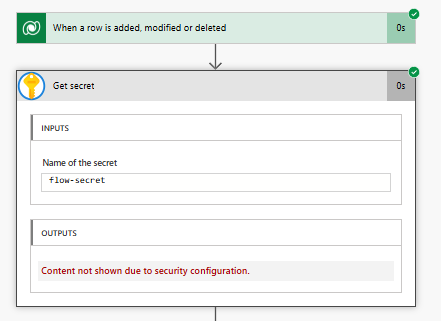 When a row is added, modified or deleted
0s
Get secret
0s
INPUTS
Name of the secret
flow-secret
OUTPUTS
Content not shown due to security configuration.